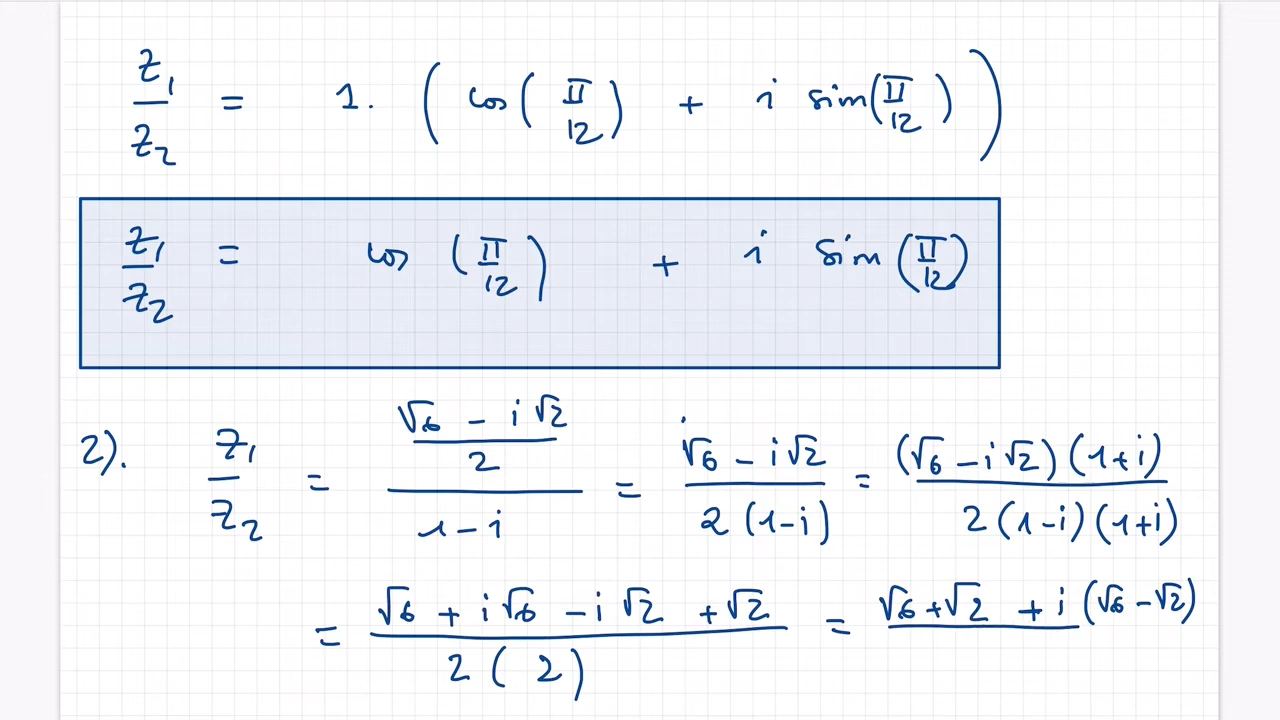 z₁/z₂ = 1. (cos(π/12) + i sin(π/12))
z₁/z₂ = cos (π/12) + i sin (π/12)
2). z₁/z₂ = ((√6 - i√2)/2)/(1-i) = (√6 - i√2)/(2(1-i)) = ((√6 - i√2)(1+i))/(2(1-i)(1+i))
= (√6 + i√6 - i√2 + √2)/(2(2)) = √6 + √2 + i(√6 - √2)